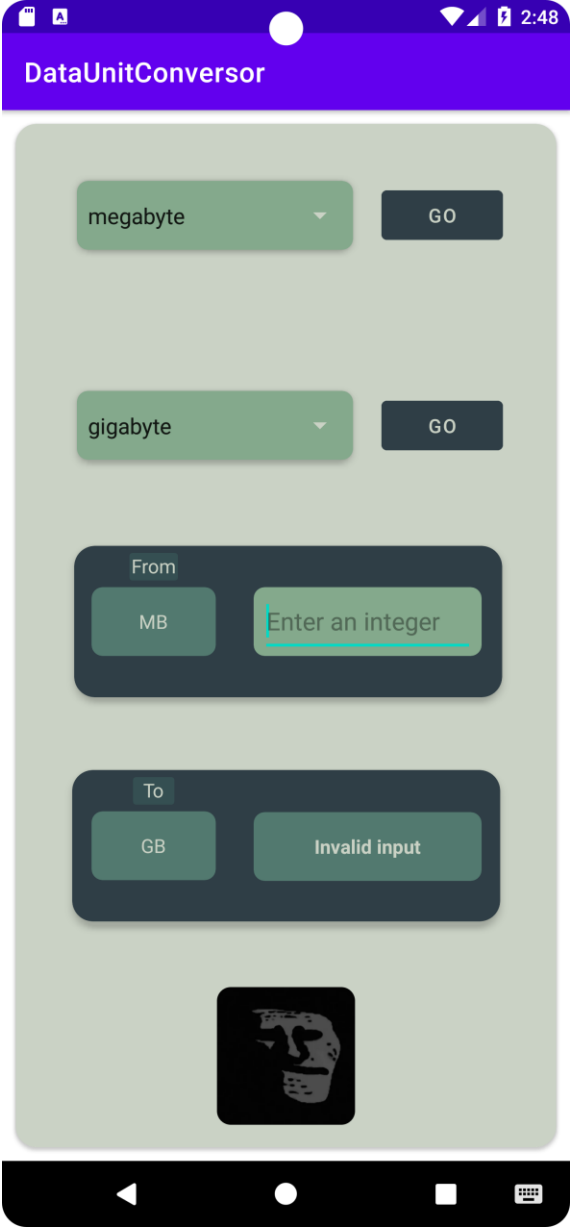 2:48
DataUnitConversor
megabyte
GO
gigabyte
GO
From
MB
Enter an integer
To
GB
Invalid input